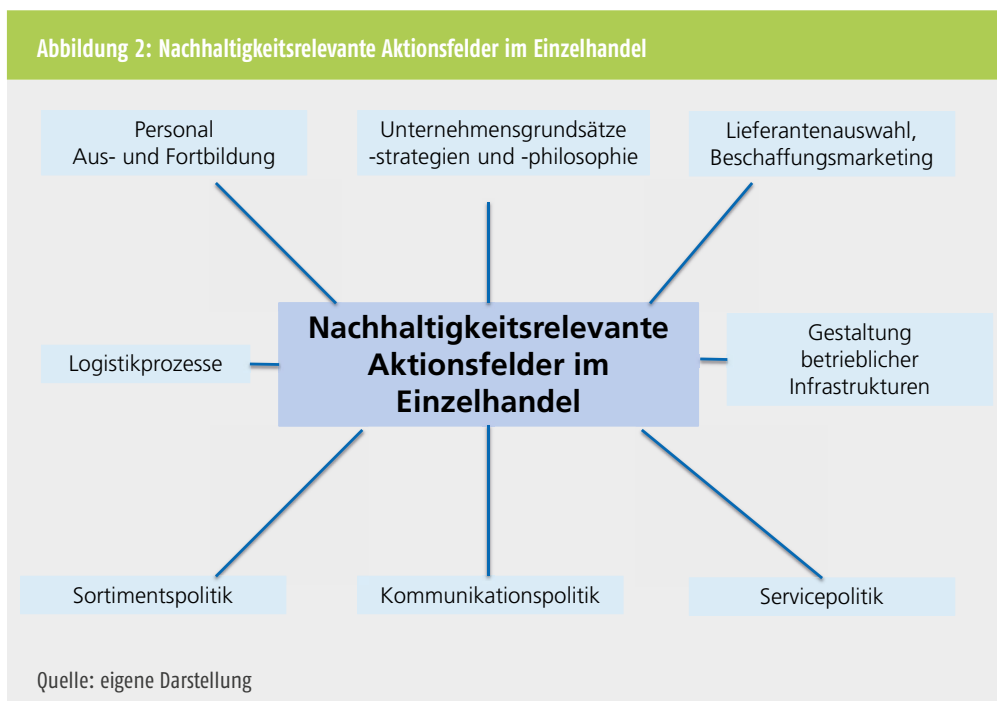 Abbildung 2: Nachhaltigkeitsrelevante Aktionsfelder im Einzelhandel
Personal
Aus- und Fortbildung
Unternehmensgrundsätze
-strategien und -philosophie
Lieferantenauswahl,
Beschaffungsmarketing
Logistikprozesse
Nachhaltigkeitsrelevante
Aktionsfelder im
Einzelhandel
Gestaltung
betrieblicher
Infrastrukturen
Sortimentspolitik
Kommunikationspolitik
Servicepolitik
Quelle: eigene Darstellung